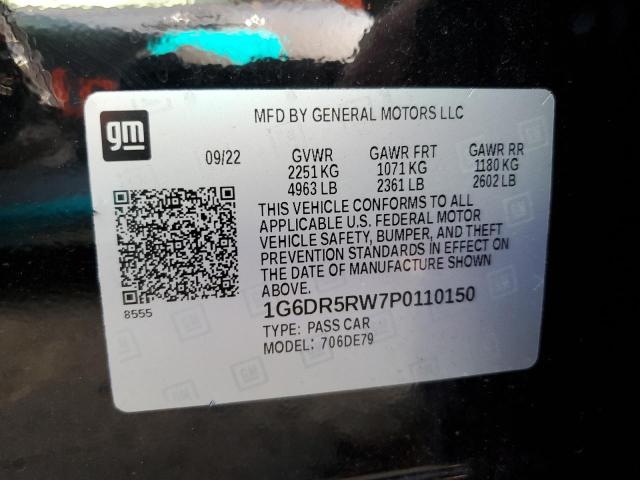 gm
MFD BY GENERAL MOTORS LLC
09/22 GVWR GAWR FRT GAWR RR
2251 KG 1071 KG 1180 KG
4963 LB 2361 LB 2602 LB
THIS VEHICLE CONFORMS TO ALL
APPLICABLE U.S. FEDERAL MOTOR
VEHICLE SAFETY, BUMPER, AND THEFT
PREVENTION STANDARDS IN EFFECT ON
THE DATE OF MANUFACTURE SHOWN
ABOVE.
8555
1G6DR5RW7P0110150
TYPE: PASS CAR
MODEL: 706DE79